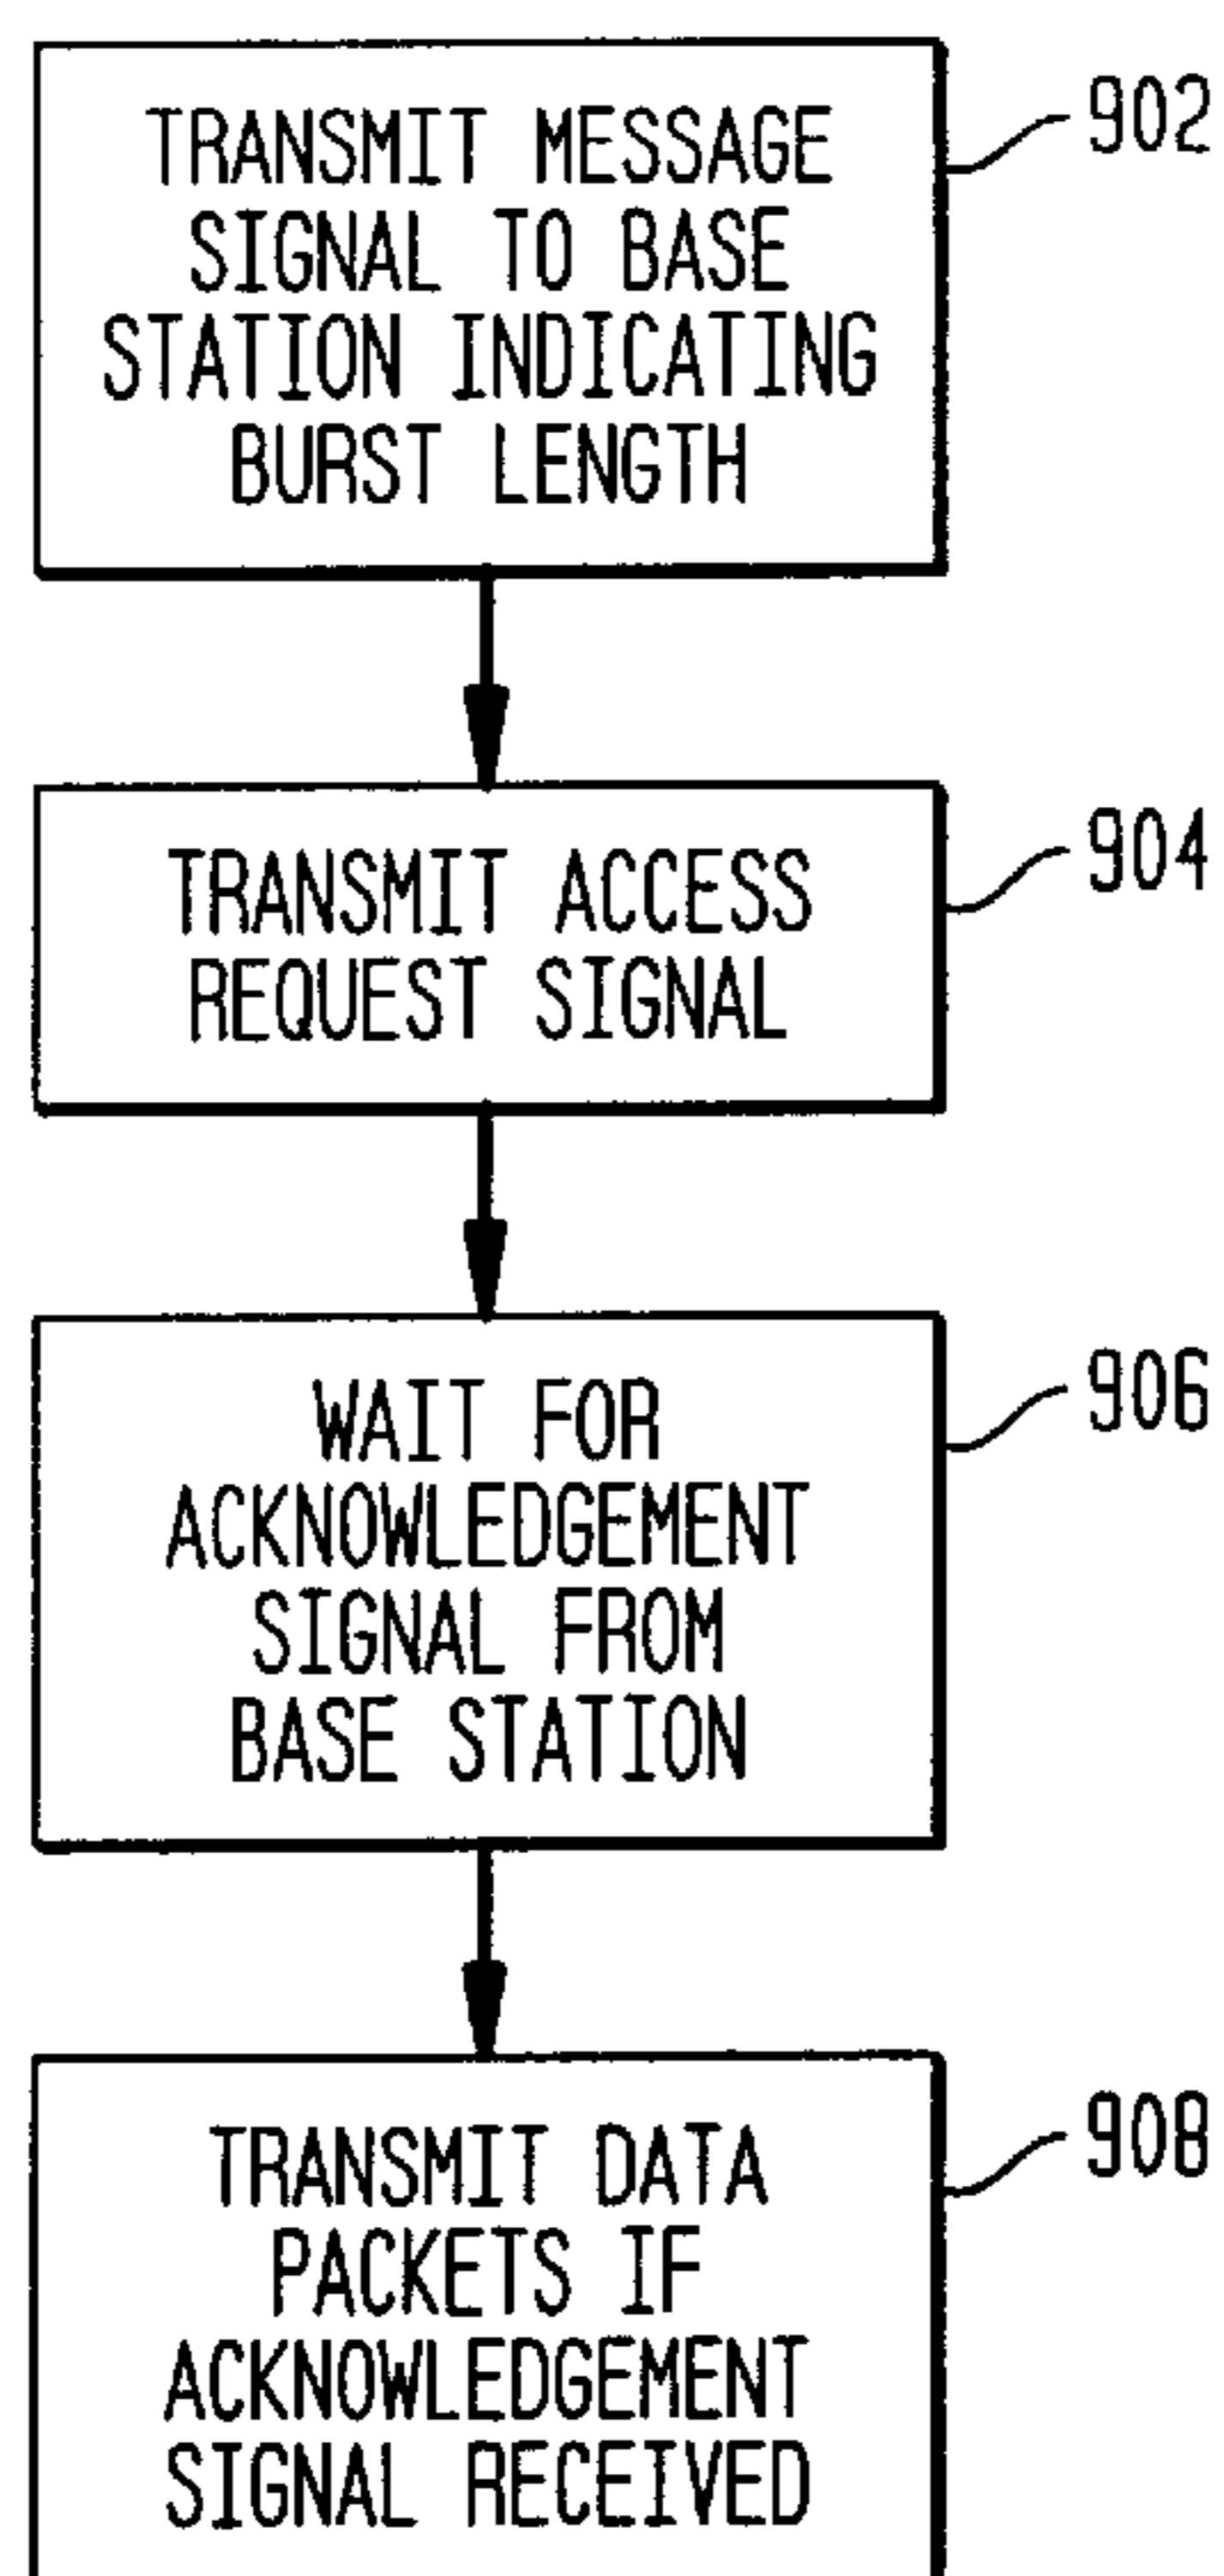 TRANSMIT MESSAGE
SIGNAL TO BASE
STATION INDICATING
BURST LENGTH
902
TRANSMIT ACCESS
REQUEST SIGNAL
904
WAIT FOR
ACKNOWLEDGEMENT
SIGNAL FROM
BASE STATION
906
TRANSMIT DATA
PACKETS IF
ACKNOWLEDGEMENT
SIGNAL RECEIVED
908